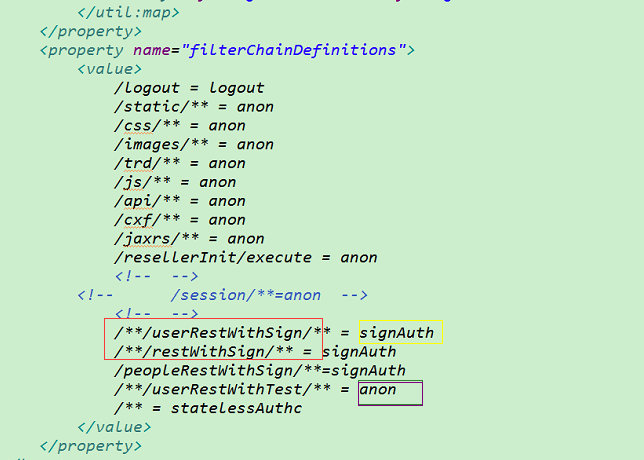 </util:map>
</property>
<property name="filterChainDefinitions">
<value>
/logout = logout
/static/** = anon
/css/** = anon
/images/** = anon
/trd/** = anon
/js/** = anon
/api/** = anon
/cxf/** = anon
/jaxrs/** = anon
/resellerInit/execute = anon
<!--  -->
<!--       /session/**=anon  -->
<!--  -->
/**/userRestWithSign/** = signAuth
/**/restWithSign/** = signAuth
/peopleRestWithSign/**=signAuth
/**/userRestWithTest/** = anon
/** = statelessAuthc
</value>
</property>